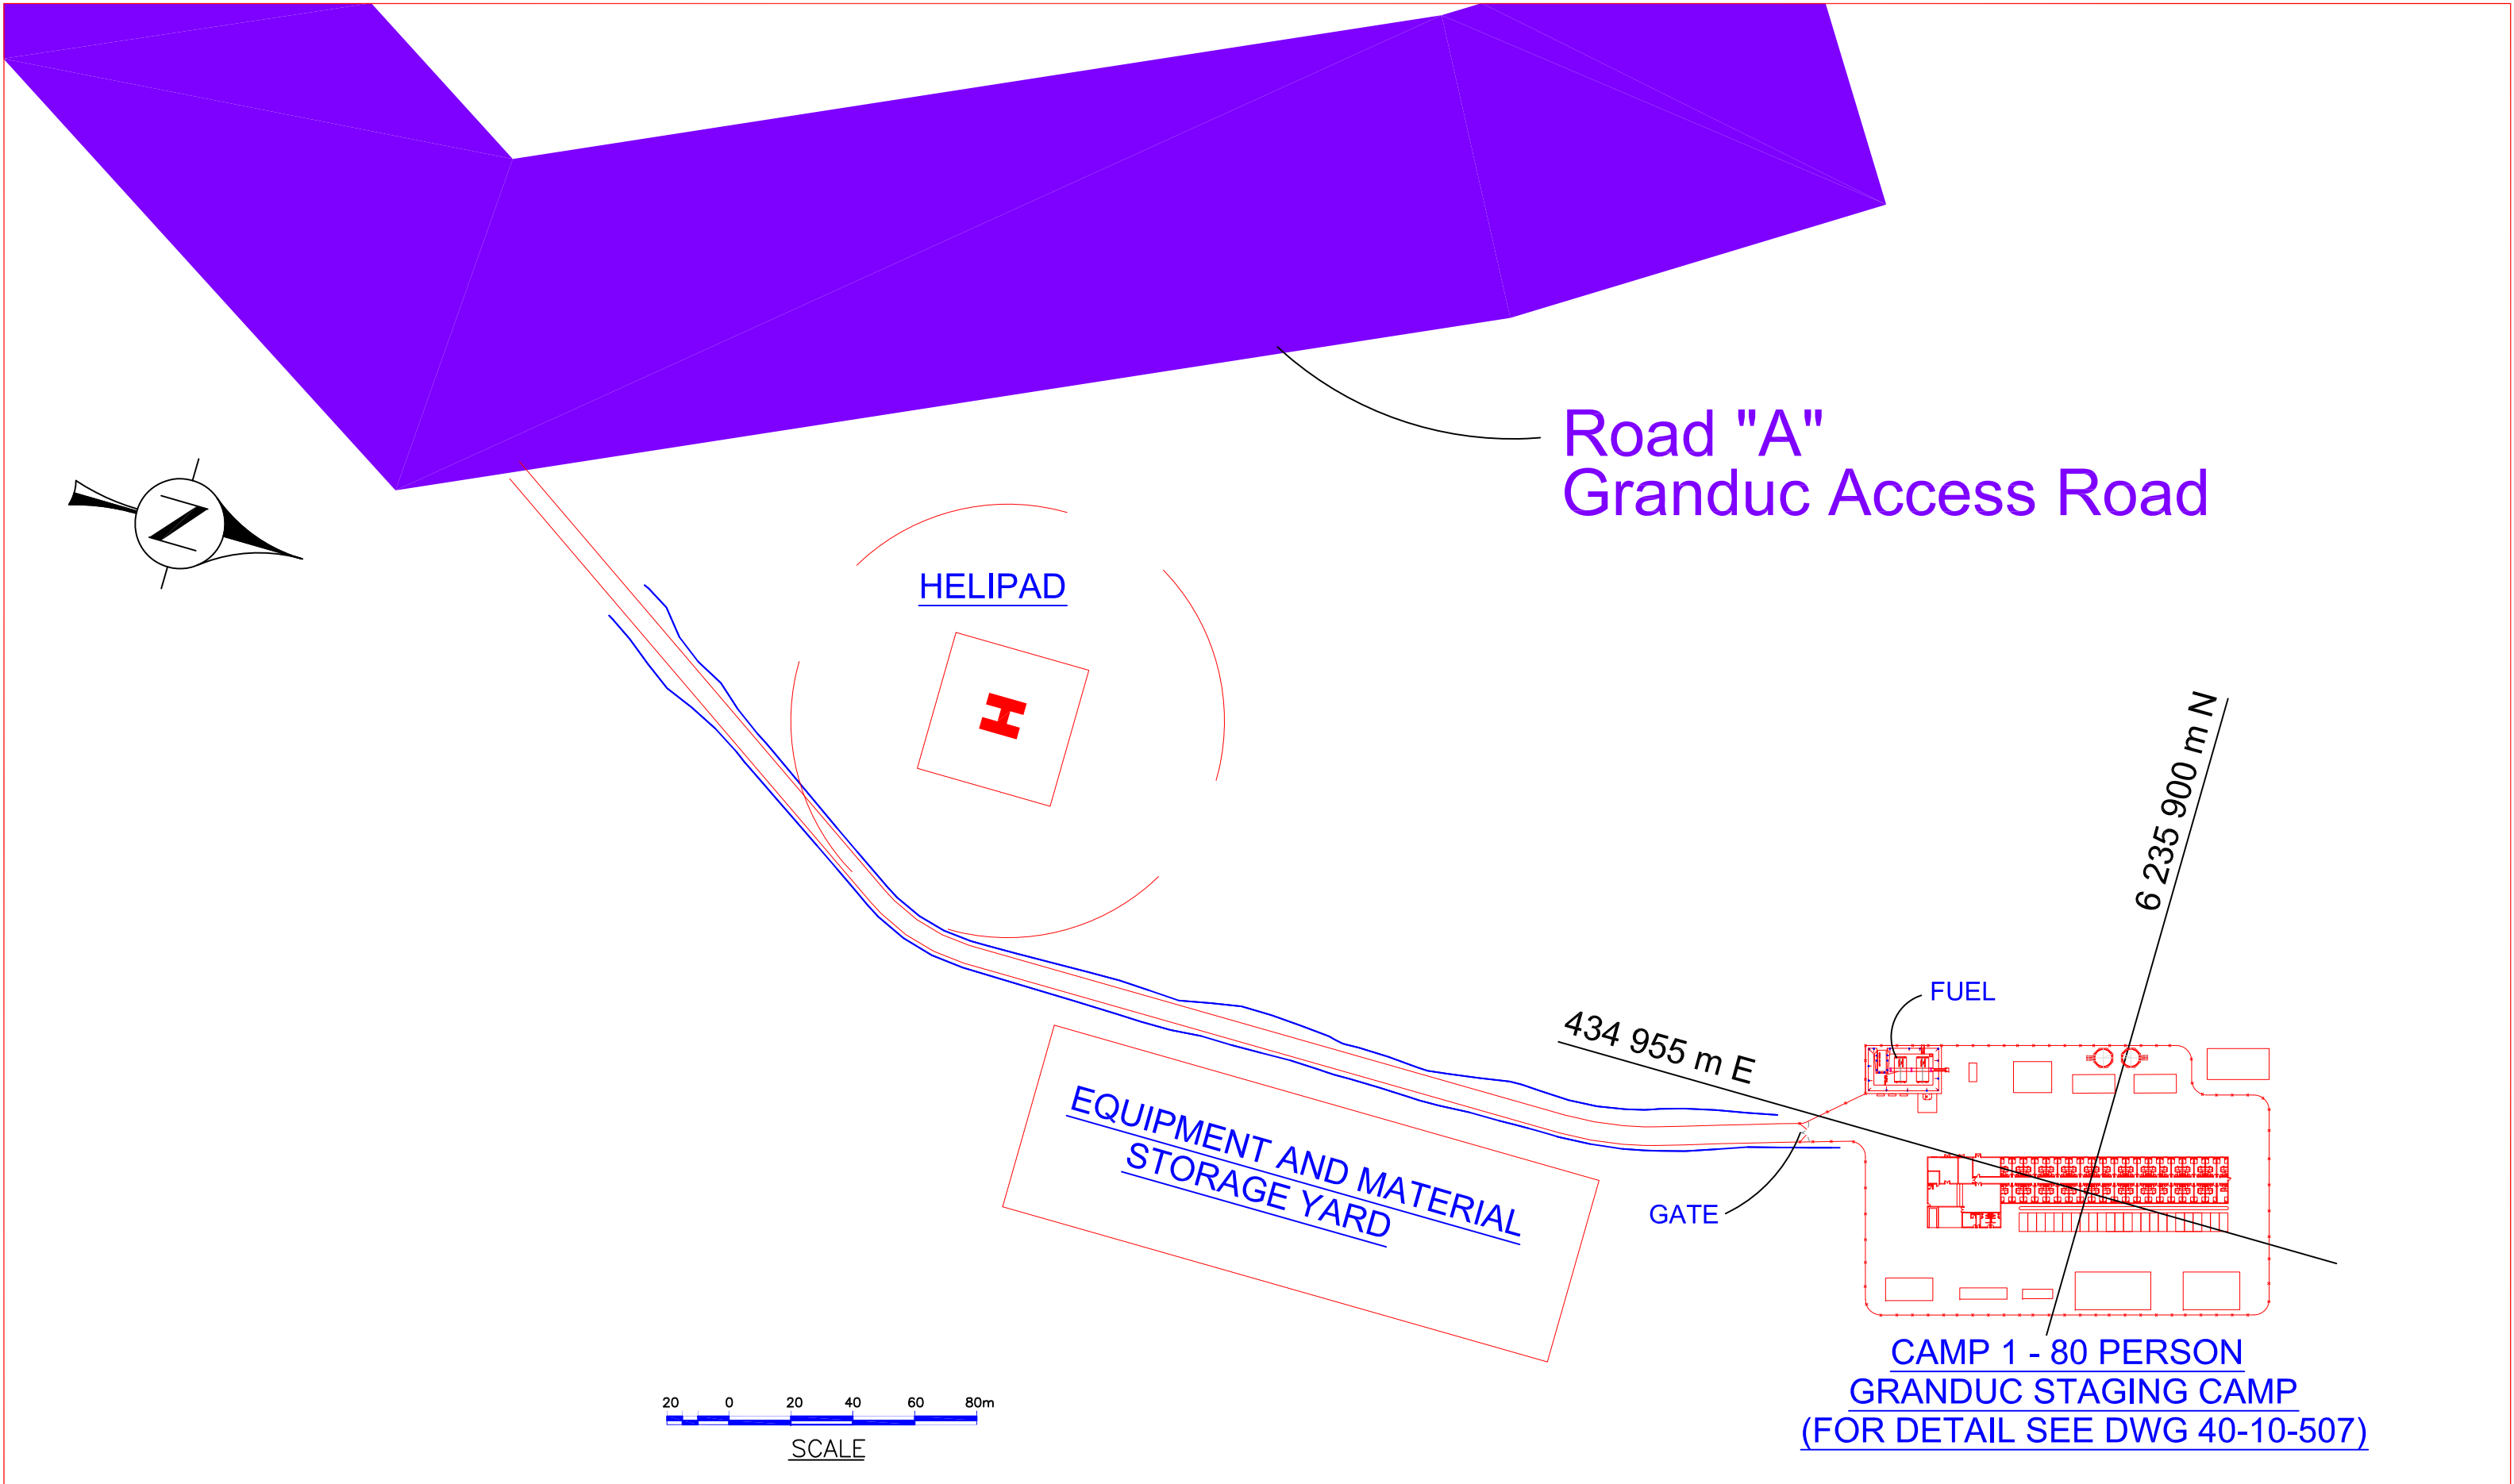 Road "A"
Granduc Access Road
N
HELIPAD
H
6 235 900 m N
FUEL
434 955 m E
EQUIPMENT AND MATERIAL
STORAGE YARD
GATE
CAMP 1 - 80 PERSON
GRANDUC STAGING CAMP
(FOR DETAIL SEE DWG 40-10-507)
20 0 20 40 60 80m
SCALE